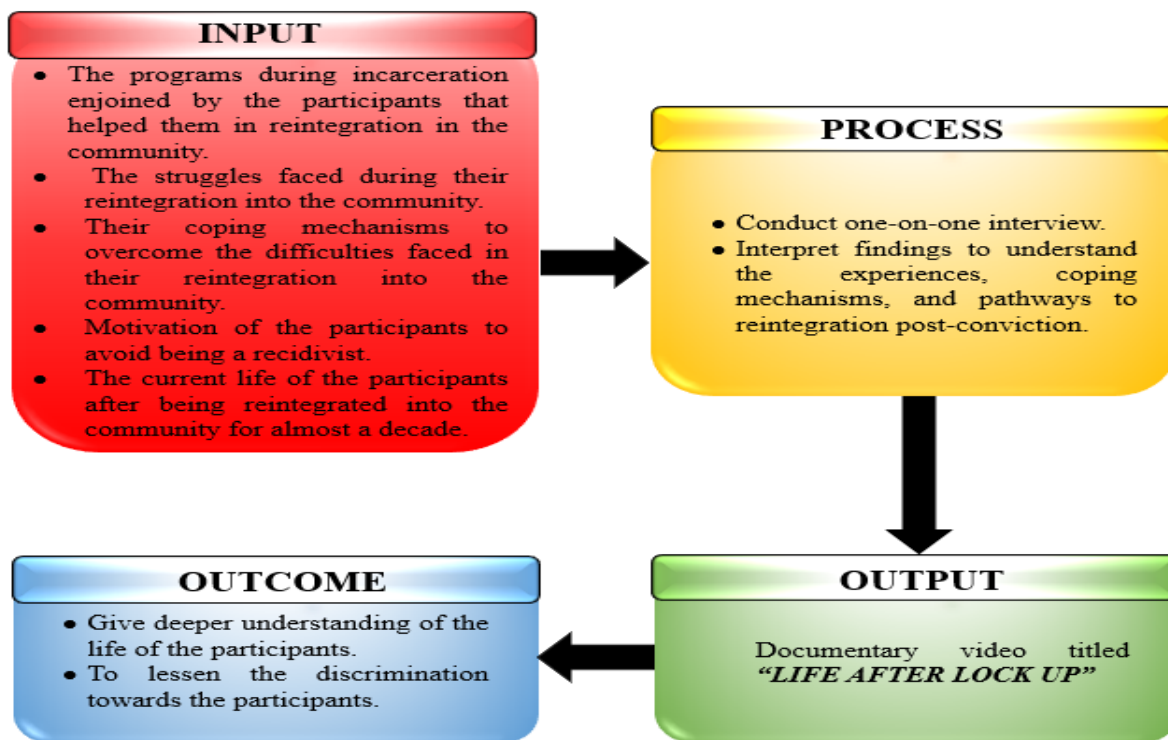 INPUT
● The programs during incarceration
enjoined by the participants that
helped them in reintegration in the
community.
● The struggles faced during their
reintegration into the community.
● Their coping mechanisms to
overcome the difficulties faced in
their reintegration into the
community.
● Motivation of the participants to
avoid being a recidivist.
● The current life of the participants
after being reintegrated into the
community for almost a decade.
PROCESS
● Conduct one-on-one interview.
● Interpret findings to understand
the experiences, coping
mechanisms, and pathways to
reintegration post-conviction.
OUTPUT
Documentary video titled
“LIFE AFTER LOCK UP”
OUTCOME
● Give deeper understanding of the
life of the participants.
● To lessen the discrimination
towards the participants.